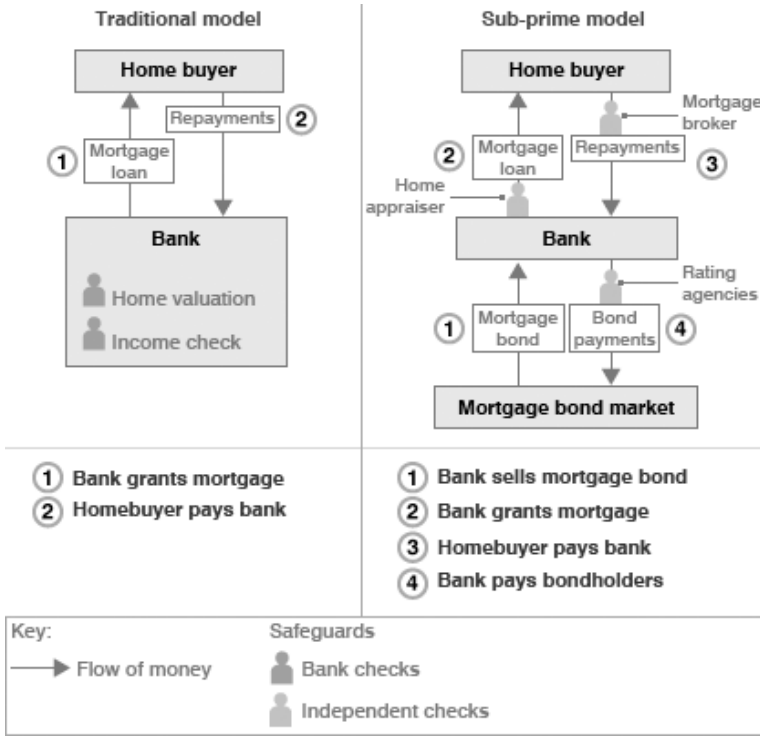 Traditional model
Home buyer
Repayments
2
1
Mortgage
loan
Bank
Home valuation
Income check
1 Bank grants mortgage
2 Homebuyer pays bank
Sub-prime model
Home buyer
Mortgage
broker
2
Mortgage
loan
Repayments
3
Home
appraiser
Bank
Rating
agencies
1
Mortgage
bond
Bond
payments
4
Mortgage bond market
1 Bank sells mortgage bond
2 Bank grants mortgage
3 Homebuyer pays bank
4 Bank pays bondholders
Key:
Flow of money
Safeguards
Bank checks
Independent checks